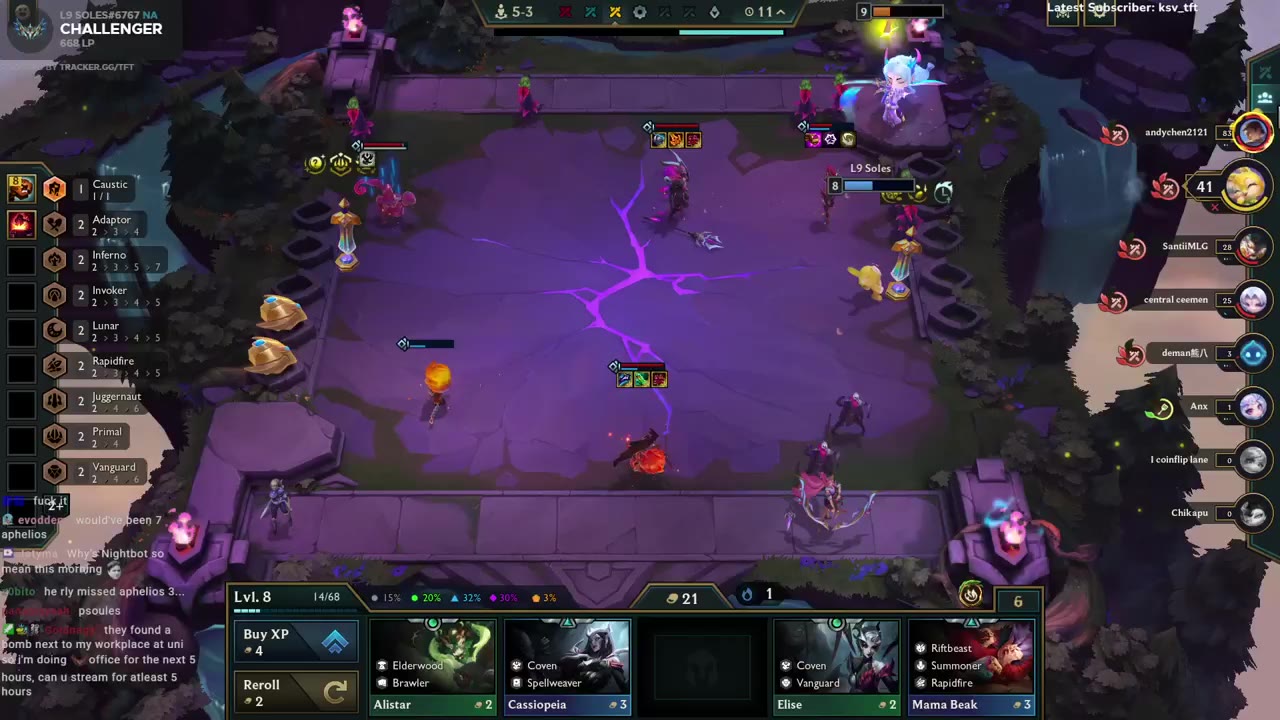 L9 SOLES#6767 NA
CHALLENGER
668 LP
TRACKER.GG/TFT
5-3
11
9
Latest Subscriber: ksv_tft
andychen2121
83
41
SantiiMLG
28
central ceemen
25
deman熊八
3
Anx
1
I coinflip lane
0
Chikapu
0
L9 Soles
8
8
1
Caustic
1 / 1
2
Adaptor
2 > 3 > 4
2
Inferno
2 > 3 > 5 > 7
2
Invoker
2 > 3 > 4 > 5
2
Lunar
2 > 3 > 4 > 5
2
Rapidfire
2 > 3 > 4 > 5
2
Juggernaut
2 > 4 > 6
2
Primal
2 > 4
2
Vanguard
2 > 4 > 6
2+
fuck it
evodder would've been 7
aphelios
Why's Nightbot so
mean this morning
he rly missed aphelios 3...
psoules
they found a
bomb next to my workplace at uni
so i'm doing office for the next 5
hours, can u stream for atleast 5
hours
Lvl. 8
14/68
15%
20%
32%
30%
3%
21
1
6
Buy XP
4
Reroll
2
Elderwood
Brawler
Alistar
2
Coven
Spellweaver
Cassiopeia
3
Coven
Vanguard
Elise
2
Riftbeast
Summoner
Rapidfire
Mama Beak
3